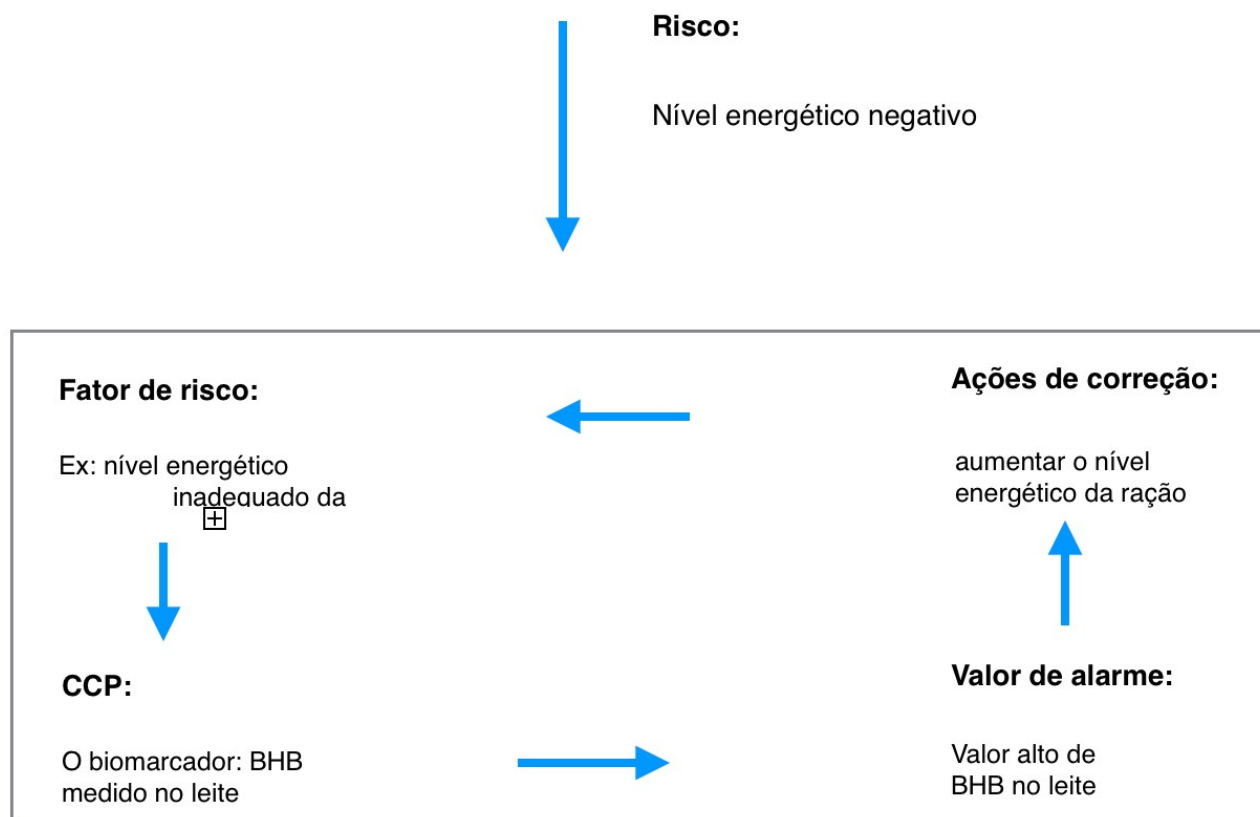 Risco:
Nível energético negativo
Fator de risco:
Ex: nível energético
inadequado da
Ações de correção:
aumentar o nível
energético da ração
CCP:
O biomarcador: BHB
medido no leite
Valor de alarme:
Valor alto de
BHB no leite